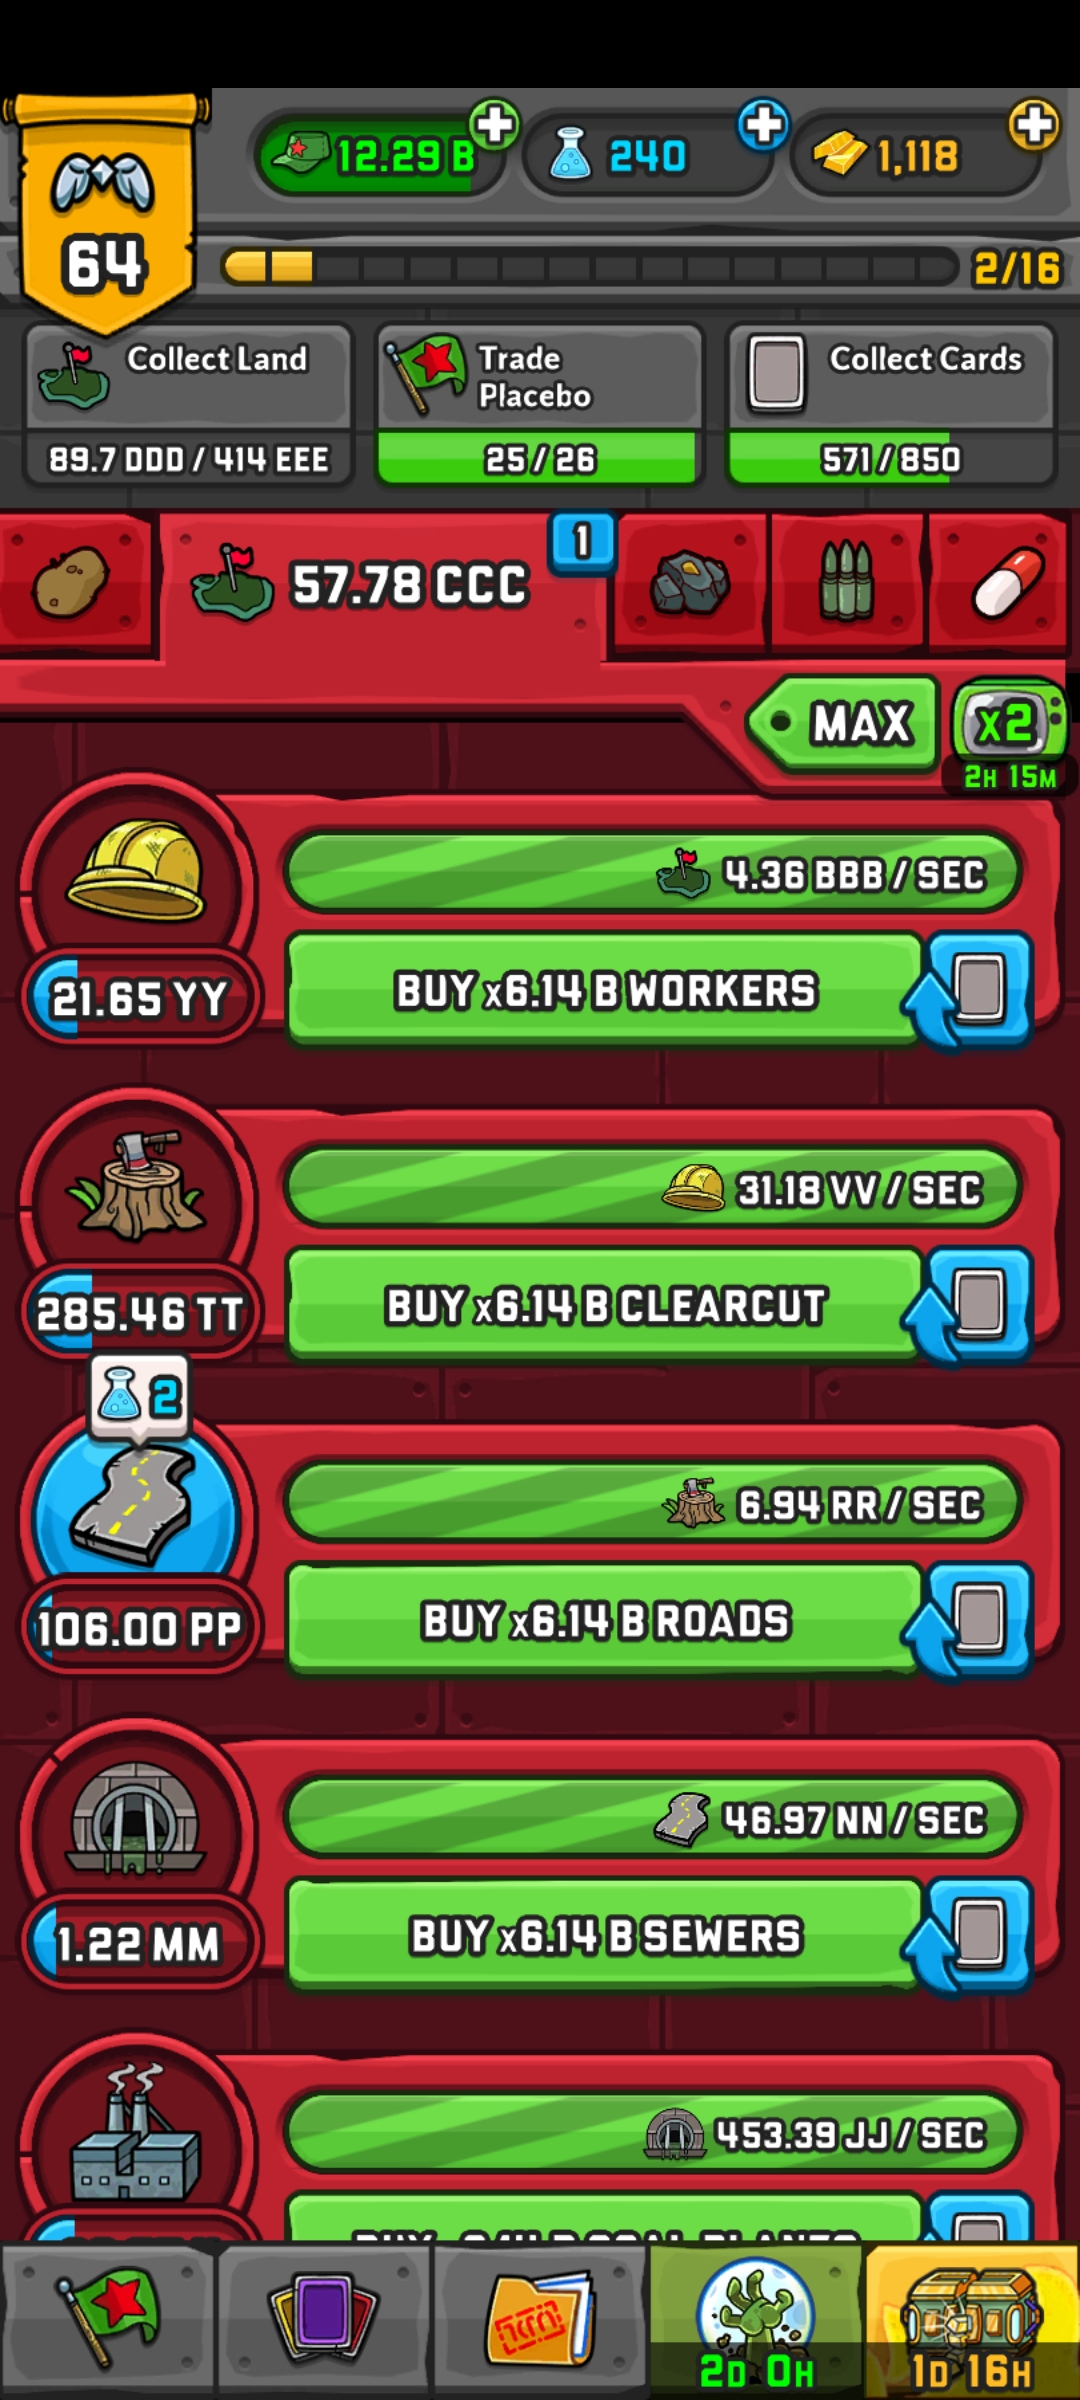 12.29 B
240
1,118
64
2/16
Collect Land
89.7 DDD / 414 EEE
Trade
Placebo
25 / 26
Collect Cards
571 / 850
57.78 CCC
1
MAX
x2
2H 15M
4.36 BBB / SEC
21.65 YY
BUY x6.14 B WORKERS
31.18 VV / SEC
285.46 TT
BUY x6.14 B CLEARCUT
2
6.94 RR / SEC
106.00 PP
BUY x6.14 B ROADS
46.97 NN / SEC
1.22 MM
BUY x6.14 B SEWERS
453.39 JJ / SEC
2D 0H
1D 16H